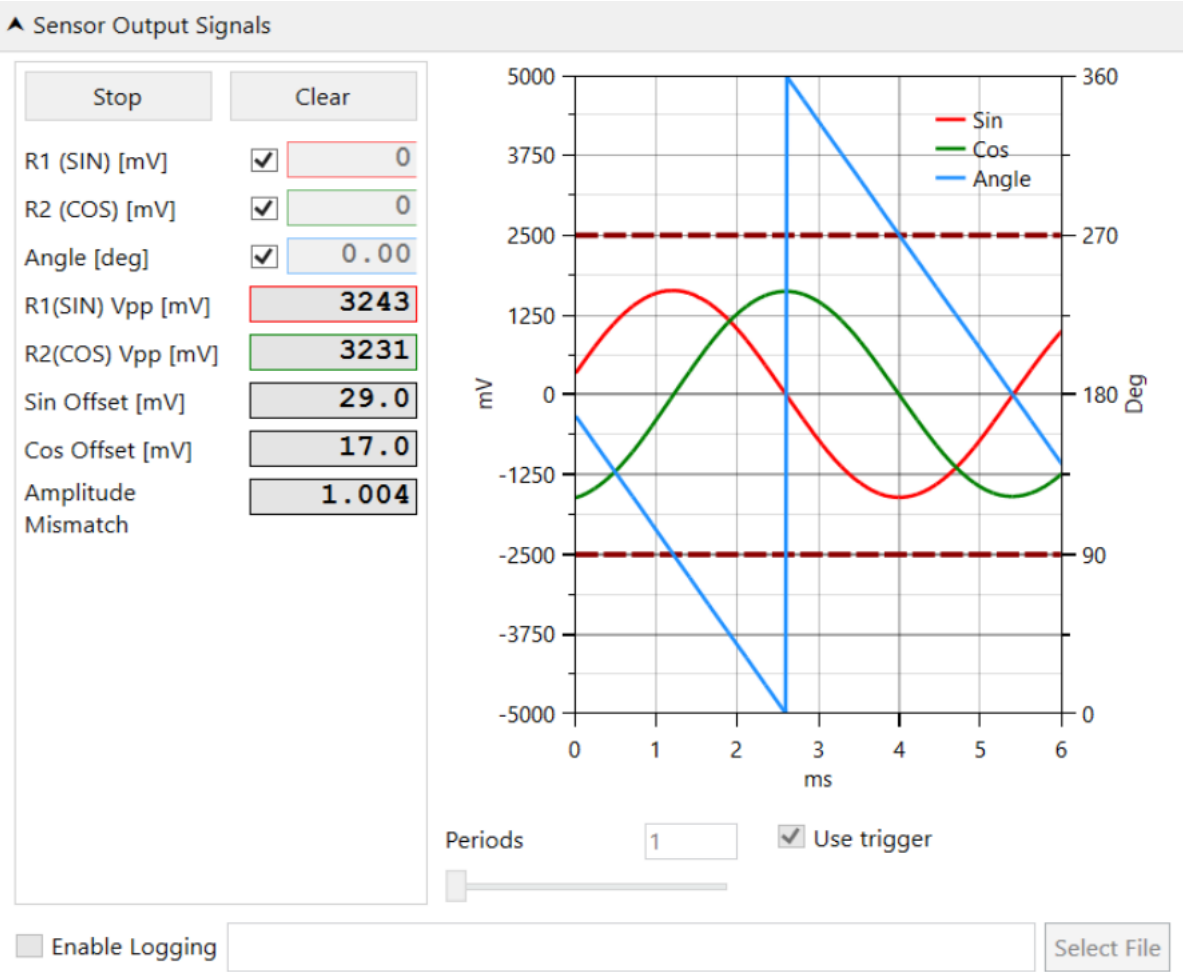 Sensor Output Signals
Stop
Clear
R1 (SIN) [mV]
0
R2 (COS) [mV]
0
Angle [deg]
0.00
R1(SIN) Vpp [mV]
3243
R2(COS) Vpp [mV]
3231
Sin Offset [mV]
29.0
Cos Offset [mV]
17.0
Amplitude
Mismatch
1.004
5000
3750
2500
1250
0
-1250
-2500
-3750
-5000
mV
Sin
Cos
Angle
360
270
180
90
0
Deg
0 1 2 3 4 5 6
ms
Periods
1
Use trigger
Enable Logging
Select File